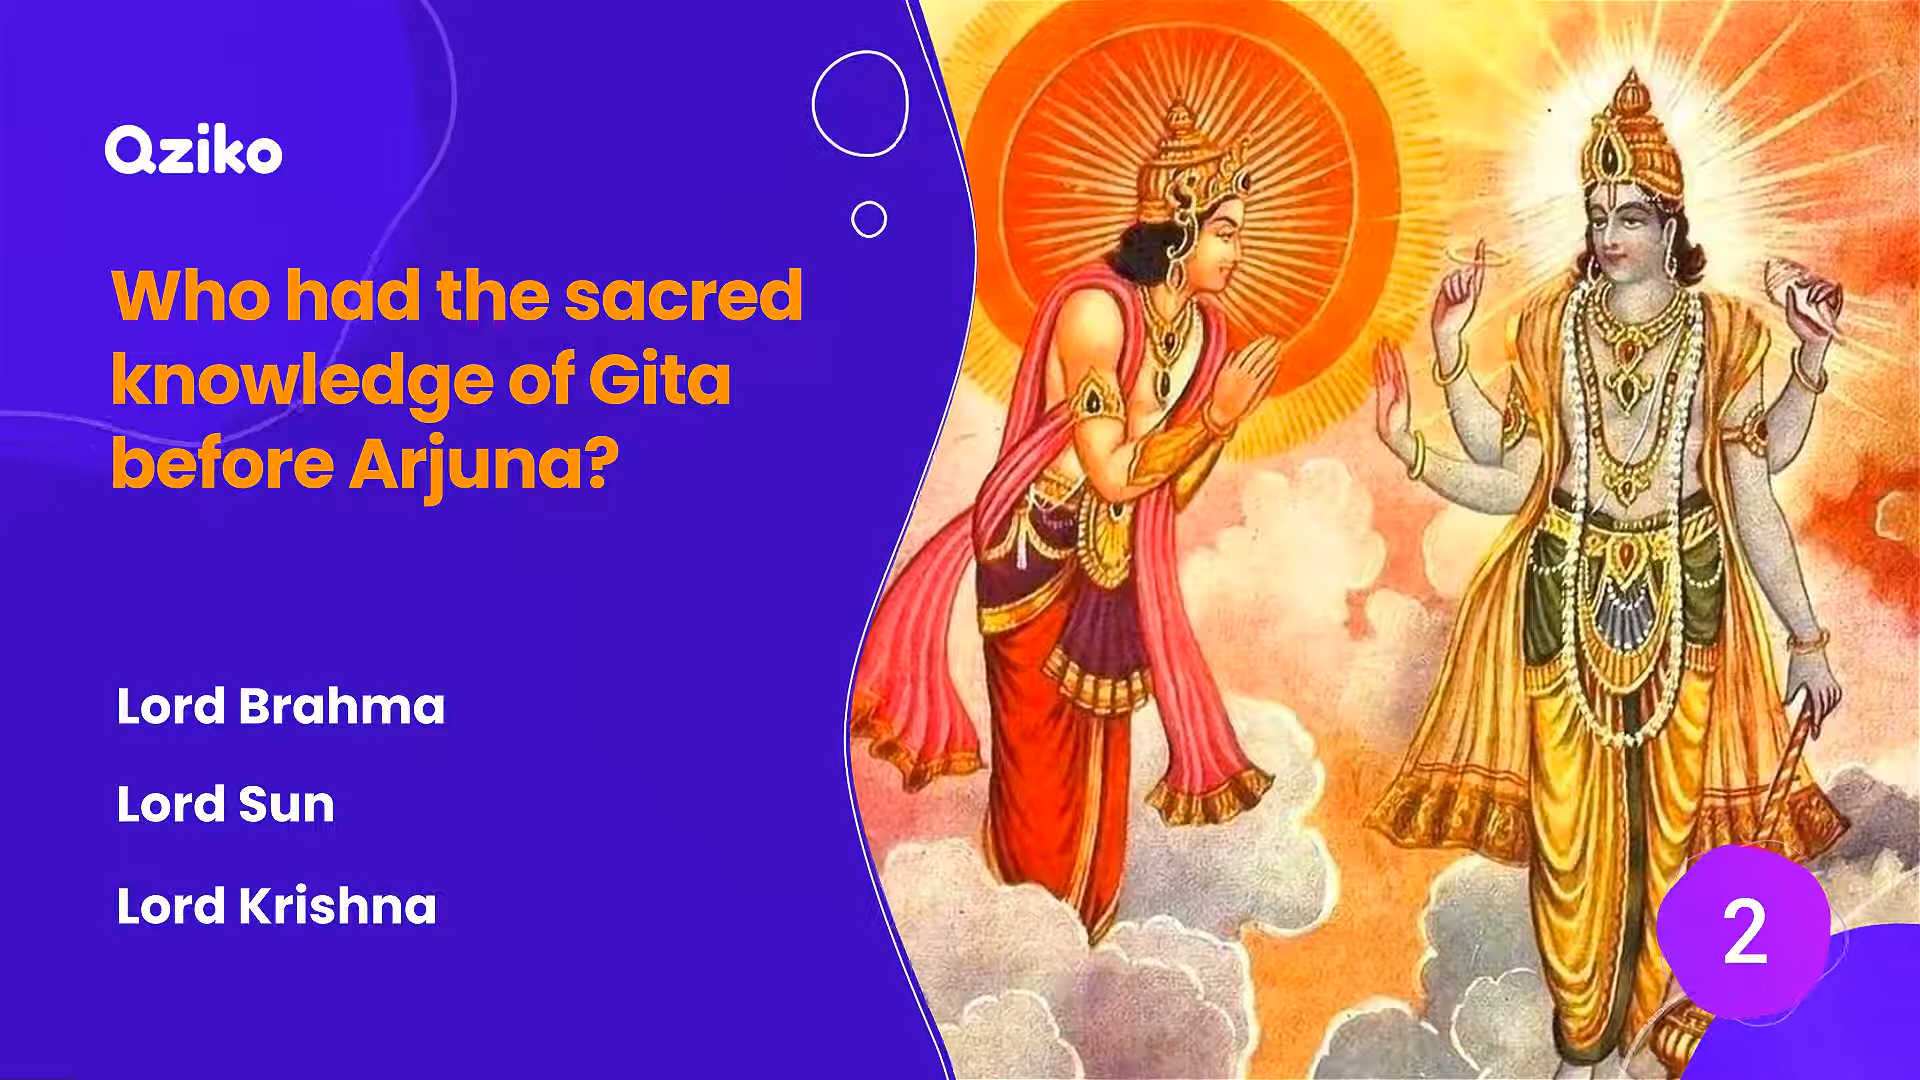 Qziko
Who had the sacred
knowledge of Gita
before Arjuna?
Lord Brahma
Lord Sun
Lord Krishna
2